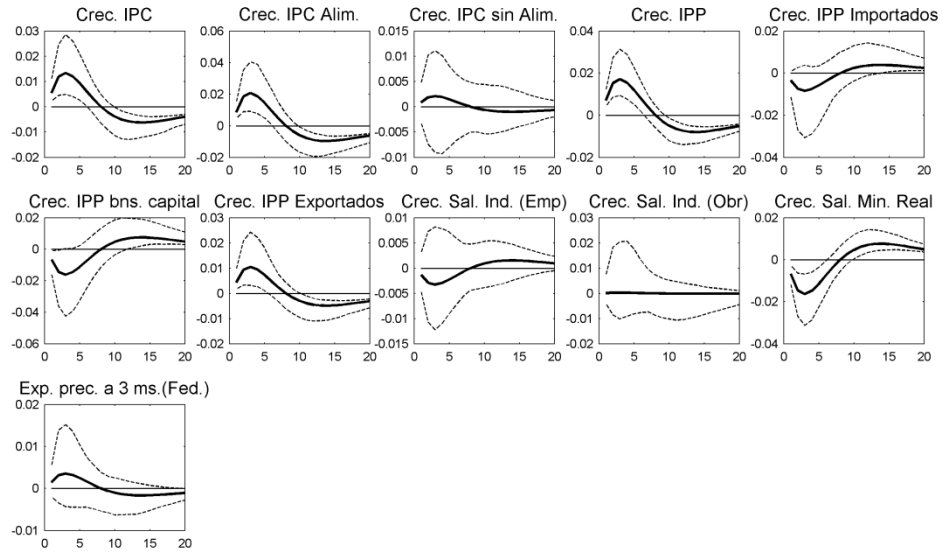 Crec. IPC
0.03
0.02
0.01
0
-0.01
-0.02
0 5 10 15 20
Crec. IPC Alim.
0.06
0.04
0.02
0
-0.02
0 5 10 15 20
Crec. IPC sin Alim.
0.015
0.01
0.005
0
-0.005
-0.01
0 5 10 15 20
Crec. IPP
0.04
0.02
0
-0.02
0 5 10 15 20
Crec. IPP Importados
0.02
0
-0.02
-0.04
0 5 10 15 20
Crec. IPP bns. capital
0.02
0
-0.02
-0.04
-0.06
0 5 10 15 20
Crec. IPP Exportados
0.03
0.02
0.01
0
-0.01
-0.02
0 5 10 15 20
Crec. Sal. Ind. (Emp)
0.01
0.005
0
-0.005
-0.01
-0.015
0 5 10 15 20
Crec. Sal. Ind. (Obr)
0.03
0.02
0.01
0
-0.01
-0.02
0 5 10 15 20
Crec. Sal. Min. Real
0.02
0
-0.02
-0.04
0 5 10 15 20
Exp. prec. a 3 ms.(Fed.)
0.02
0.01
0
-0.01
0 5 10 15 20